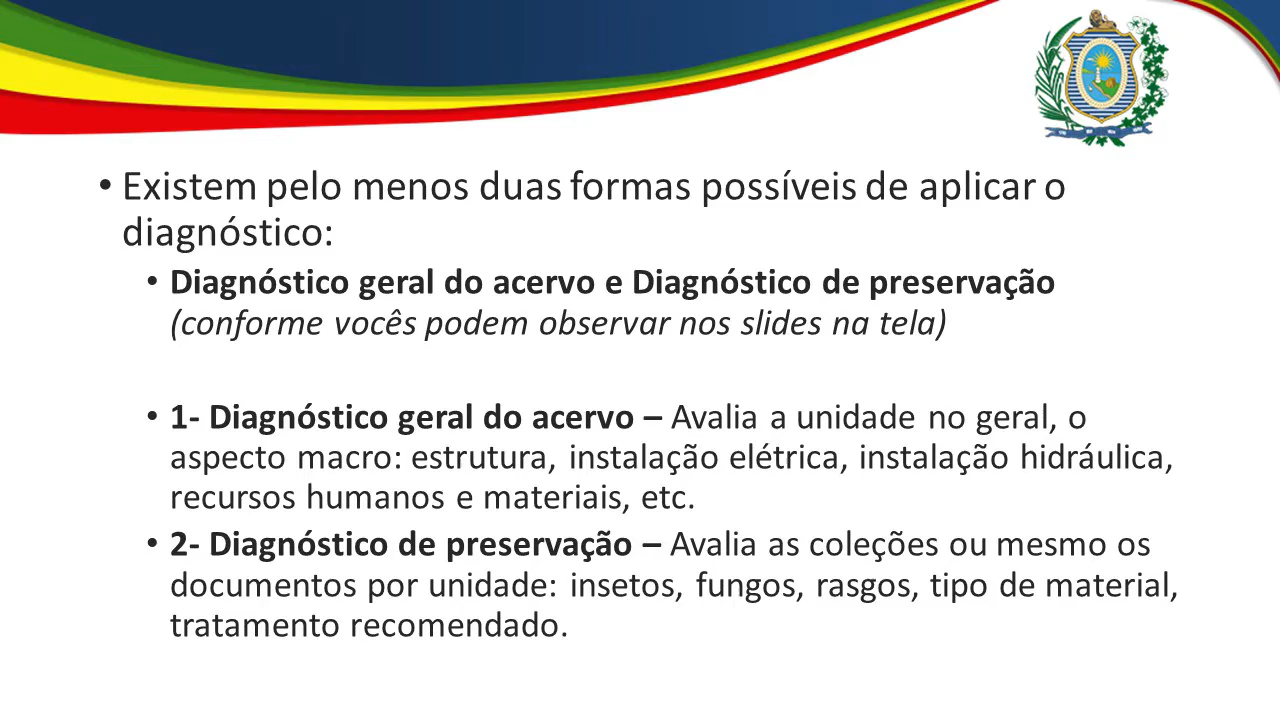 • Existem pelo menos duas formas possíveis de aplicar o
diagnóstico:
• Diagnóstico geral do acervo e Diagnóstico de preservação
(conforme vocês podem observar nos slides na tela)
• 1- Diagnóstico geral do acervo – Avalia a unidade no geral, o
aspecto macro: estrutura, instalação elétrica, instalação hidráulica,
recursos humanos e materiais, etc.
• 2- Diagnóstico de preservação – Avalia as coleções ou mesmo os
documentos por unidade: insetos, fungos, rasgos, tipo de material,
tratamento recomendado.